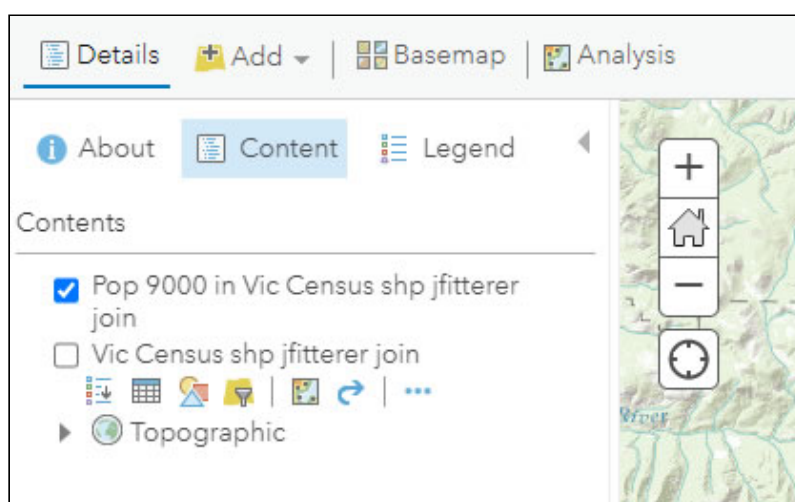 Details Add Basemap Analysis
About Content Legend
Contents
Pop 9000 in Vic Census shp jfitterer
join
Vic Census shp jfitterer join
Topographic
River